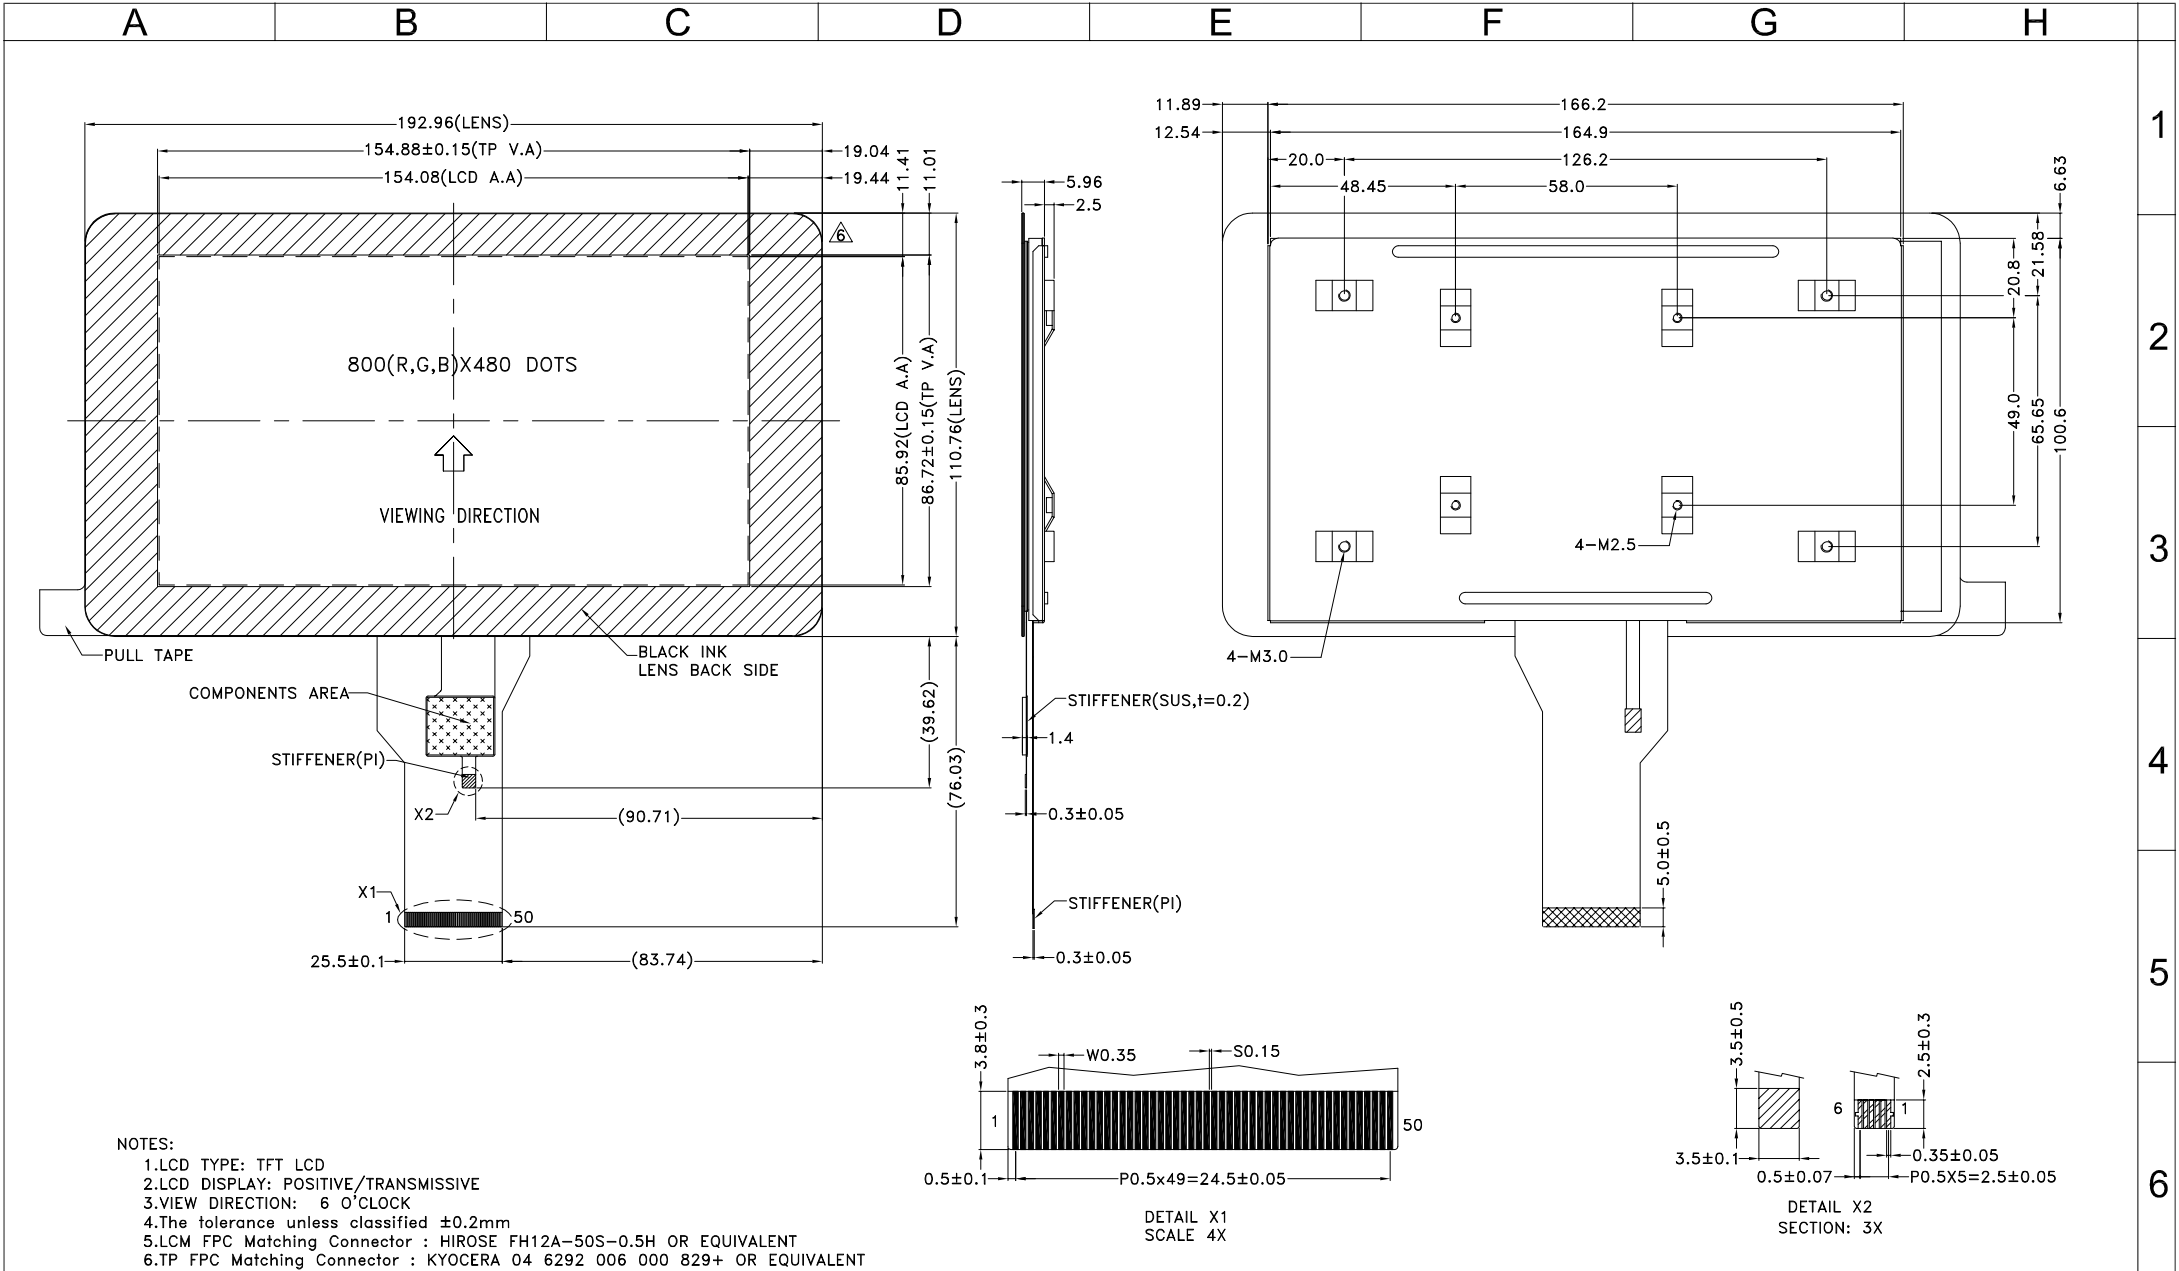 A B C D E F G H
1
2
3
4
5
6
192.96(LENS)
154.88±0.15(TP V.A)
19.04
154.08(LCD A.A)
19.44
11.41
11.01
6
800(R,G,B)X480 DOTS
VIEWING DIRECTION
85.92(LCD A.A)
86.72±0.15(TP V.A)
110.76(LENS)
PULL TAPE
BLACK INK
LENS BACK SIDE
COMPONENTS AREA
STIFFENER(PI)
X2
(90.71)
(39.62)
(76.03)
X1
1
50
25.5±0.1
(83.74)
5.96
2.5
STIFFENER(SUS,t=0.2)
1.4
0.3±0.05
STIFFENER(PI)
0.3±0.05
11.89
166.2
12.54
164.9
20.0
126.2
48.45
58.0
6.63
21.58
20.8
49.0
65.65
100.6
4-M2.5
4-M3.0
5.0±0.5
3.8±0.3
W0.35
S0.15
1
50
0.5±0.1
P0.5x49=24.5±0.05
DETAIL X1
SCALE 4X
3.5±0.5
3.5±0.1
2.5±0.3
6
1
0.35±0.05
0.5±0.07
P0.5X5=2.5±0.05
DETAIL X2
SECTION: 3X
NOTES:
1.LCD TYPE: TFT LCD
2.LCD DISPLAY: POSITIVE/TRANSMISSIVE
3.VIEW DIRECTION: 6 O'CLOCK
4.The tolerance unless classified ±0.2mm
5.LCM FPC Matching Connector : HIROSE FH12A-50S-0.5H OR EQUIVALENT
6.TP FPC Matching Connector : KYOCERA 04 6292 006 000 829+ OR EQUIVALENT